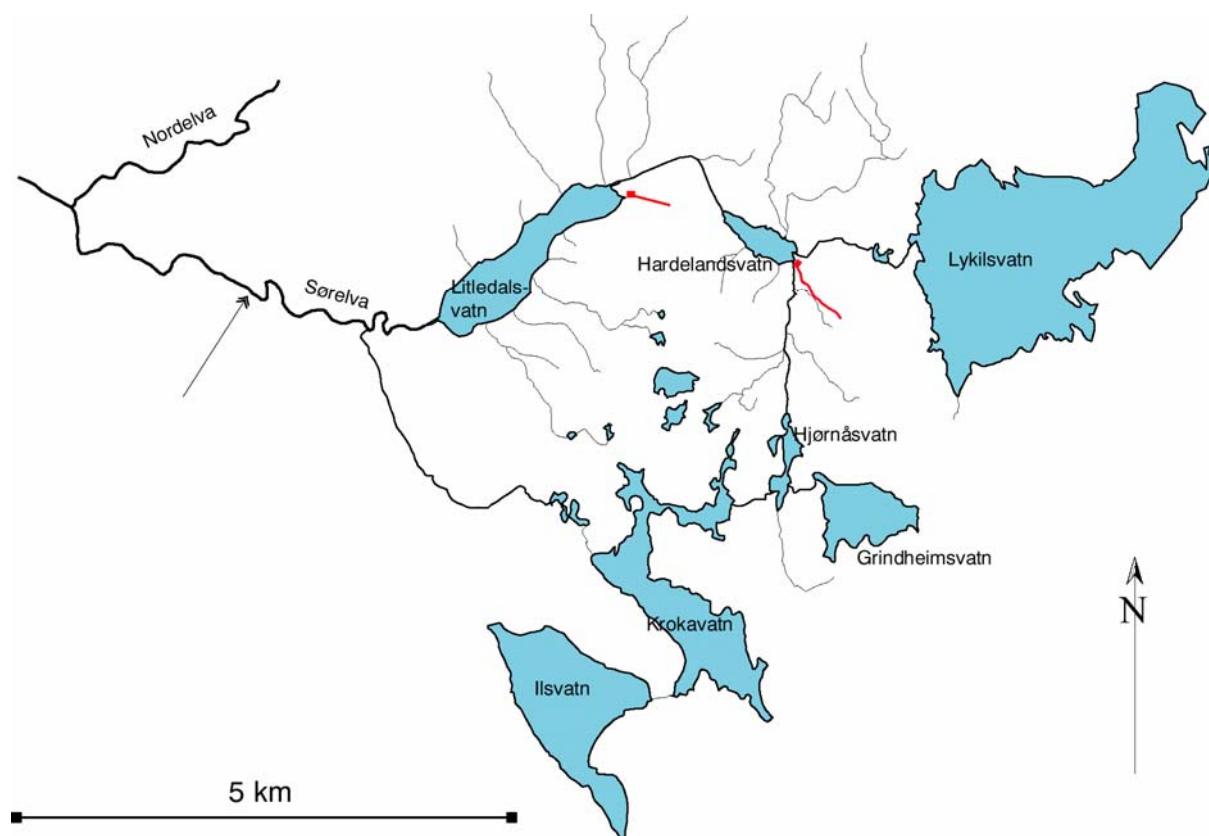 Nordelva
Lykilsvatn
Hardelandsvatn
Sørelva
Litledals-
vatn
Hjørnåsvatn
Grindheimsvatn
N
Krokavatn
Ilsvatn
5 km